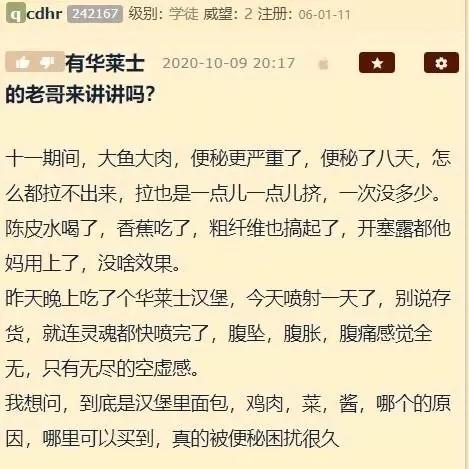 qcdhr 242167 级别: 学徒 威望: 2 注册: 06-01-11
有华莱士 2020-10-09 20:17
的老哥来讲讲吗?
十一期间，大鱼大肉，便秘更严重了，便秘了八天，怎
么都拉不出来，拉也是一点儿一点儿挤，一次没多少。
陈皮水喝了，香蕉吃了，粗纤维也搞起了，开塞露都他
妈用上了，没啥效果。
昨天晚上吃了个华莱士汉堡，今天喷射一天了，别说存
货，就连灵魂都快喷完了，腹坠，腹胀，腹痛感觉全
无，只有无尽的空虚感。
我想问，到底是汉堡里面包，鸡肉，菜，酱，哪个的原
因，哪里可以买到，真的被便秘困扰很久